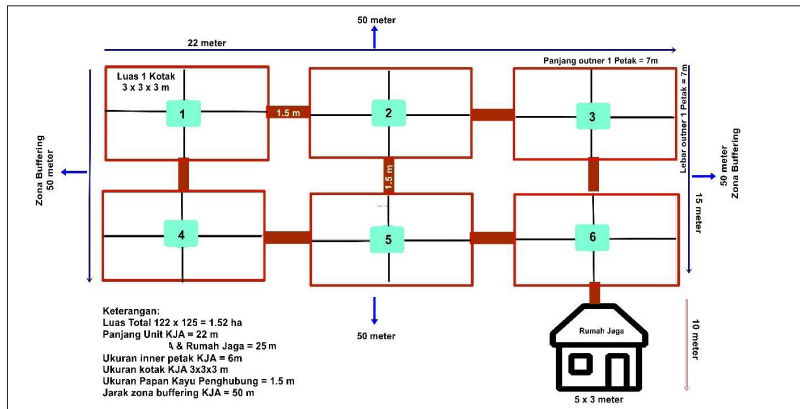 50 meter
22 meter
Panjang outner 1 Petak = 7m
Luas 1 Kotak
3 x 3 x 3 m
1
1.5 m
2
3
Lebar outner 1 Petak = 7m
Zona Buffering
50 meter
1.5 m
50 meter
Zona Buffering
15 meter
4
5
6
Keterangan:
Luas Total 122 x 125 = 1.52 ha
Panjang Unit KJA = 22 m
& Rumah Jaga = 25 m
Ukuran inner petak KJA = 6m
Ukuran kotak KJA 3x3x3 m
Ukuran Papan Kayu Penghubung = 1.5 m
Jarak zona buffering KJA = 50 m
50 meter
Rumah Jaga
10 meter
5 x 3 meter